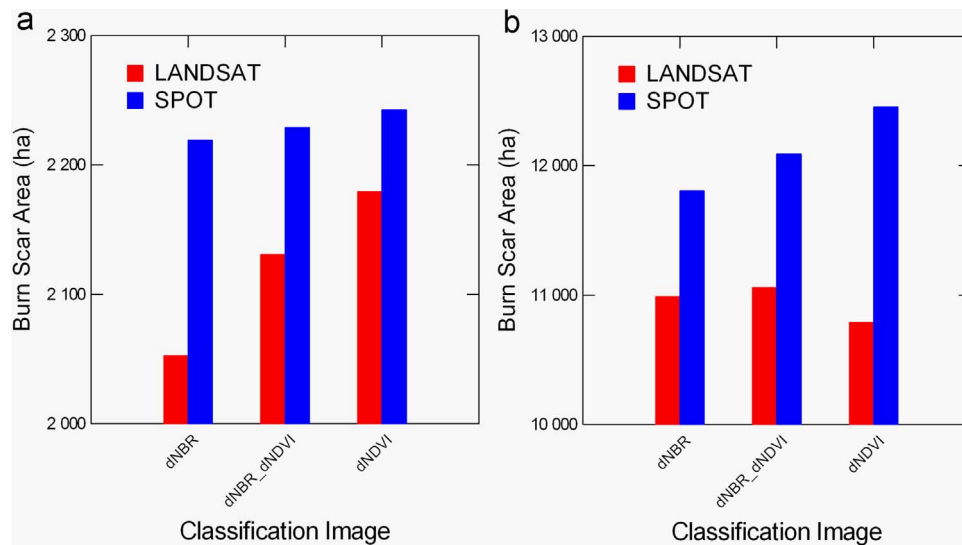 a
2 300
2 200
2 100
2 000
Burn Scar Area (ha)
LANDSAT
SPOT
dNBR
dNBR_dNDVI
dNDVI
Classification Image
b
13 000
12 000
11 000
10 000
Burn Scar Area (ha)
LANDSAT
SPOT
dNBR
dNBR_dNDVI
dNDVI
Classification Image